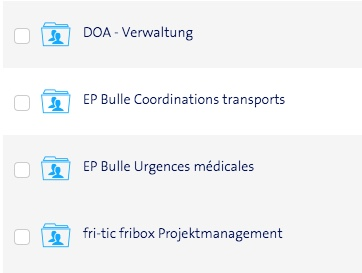 DOA - Verwaltung
EP Bulle Coordinations transports
EP Bulle Urgences médicales
fri-tic fribox Projektmanagement